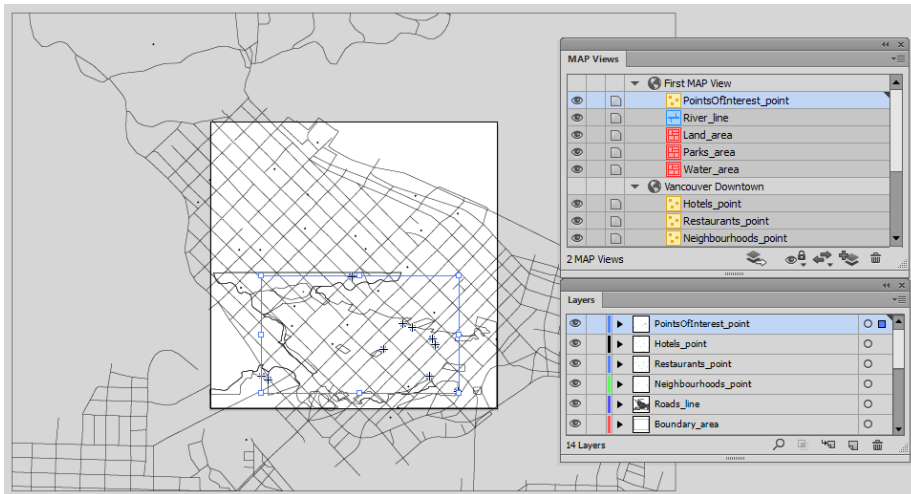 MAP Views
First MAP View
PointsOfInterest_point
River_line
Land_area
Parks_area
Water_area
Vancouver Downtown
Hotels_point
Restaurants_point
Neighbourhoods_point
2 MAP Views
Layers
PointsOfInterest_point
Hotels_point
Restaurants_point
Neighbourhoods_point
Roads_line
Boundary_area
14 Layers